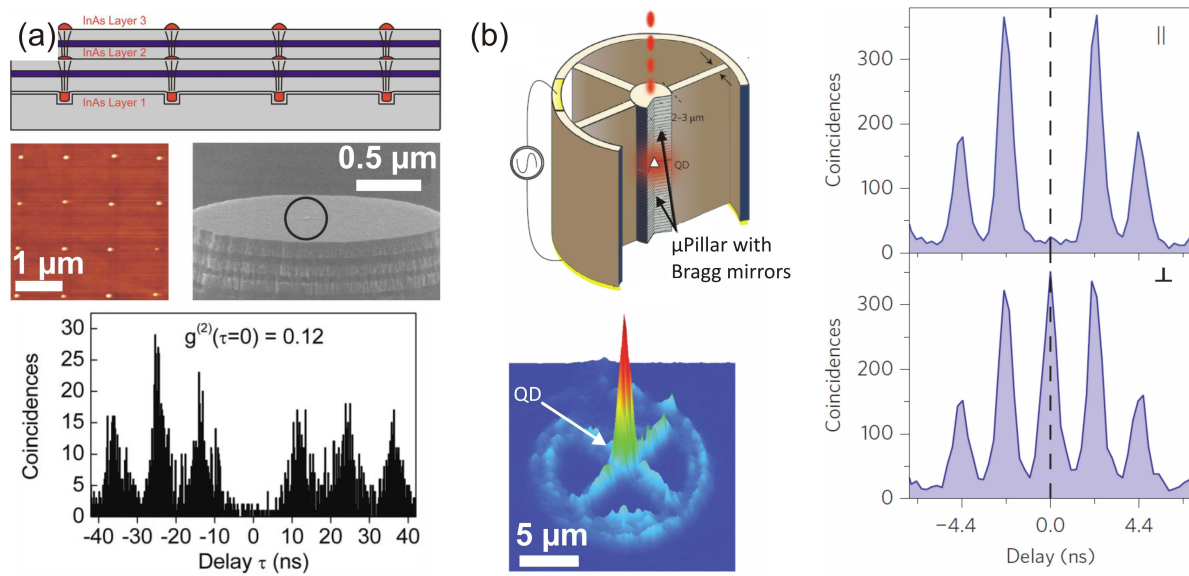 (a)
InAs Layer 3
InAs Layer 2
InAs Layer 1
1 µm
0.5 µm
g(2)(τ=0) = 0.12
Coincidences
30
25
20
15
10
5
0
-40 -30 -20 -10 0 10 20 30 40
Delay τ (ns)
(b)
2–3 µm
QD
µPillar with
Bragg mirrors
QD
5 µm
||
Coincidences
300
200
100
0
⊥
Coincidences
300
200
100
0
−4.4 0.0 4.4
Delay (ns)